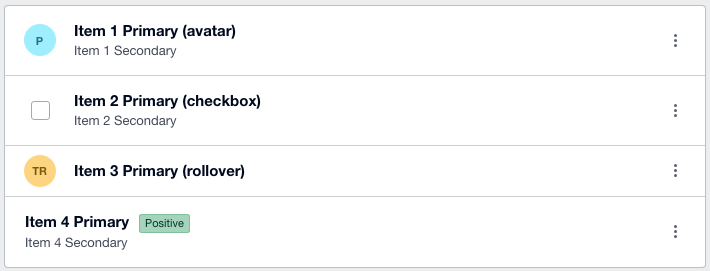 P
Item 1 Primary (avatar)
Item 1 Secondary
Item 2 Primary (checkbox)
Item 2 Secondary
TR Item 3 Primary (rollover)
Item 4 Primary Positive
Item 4 Secondary